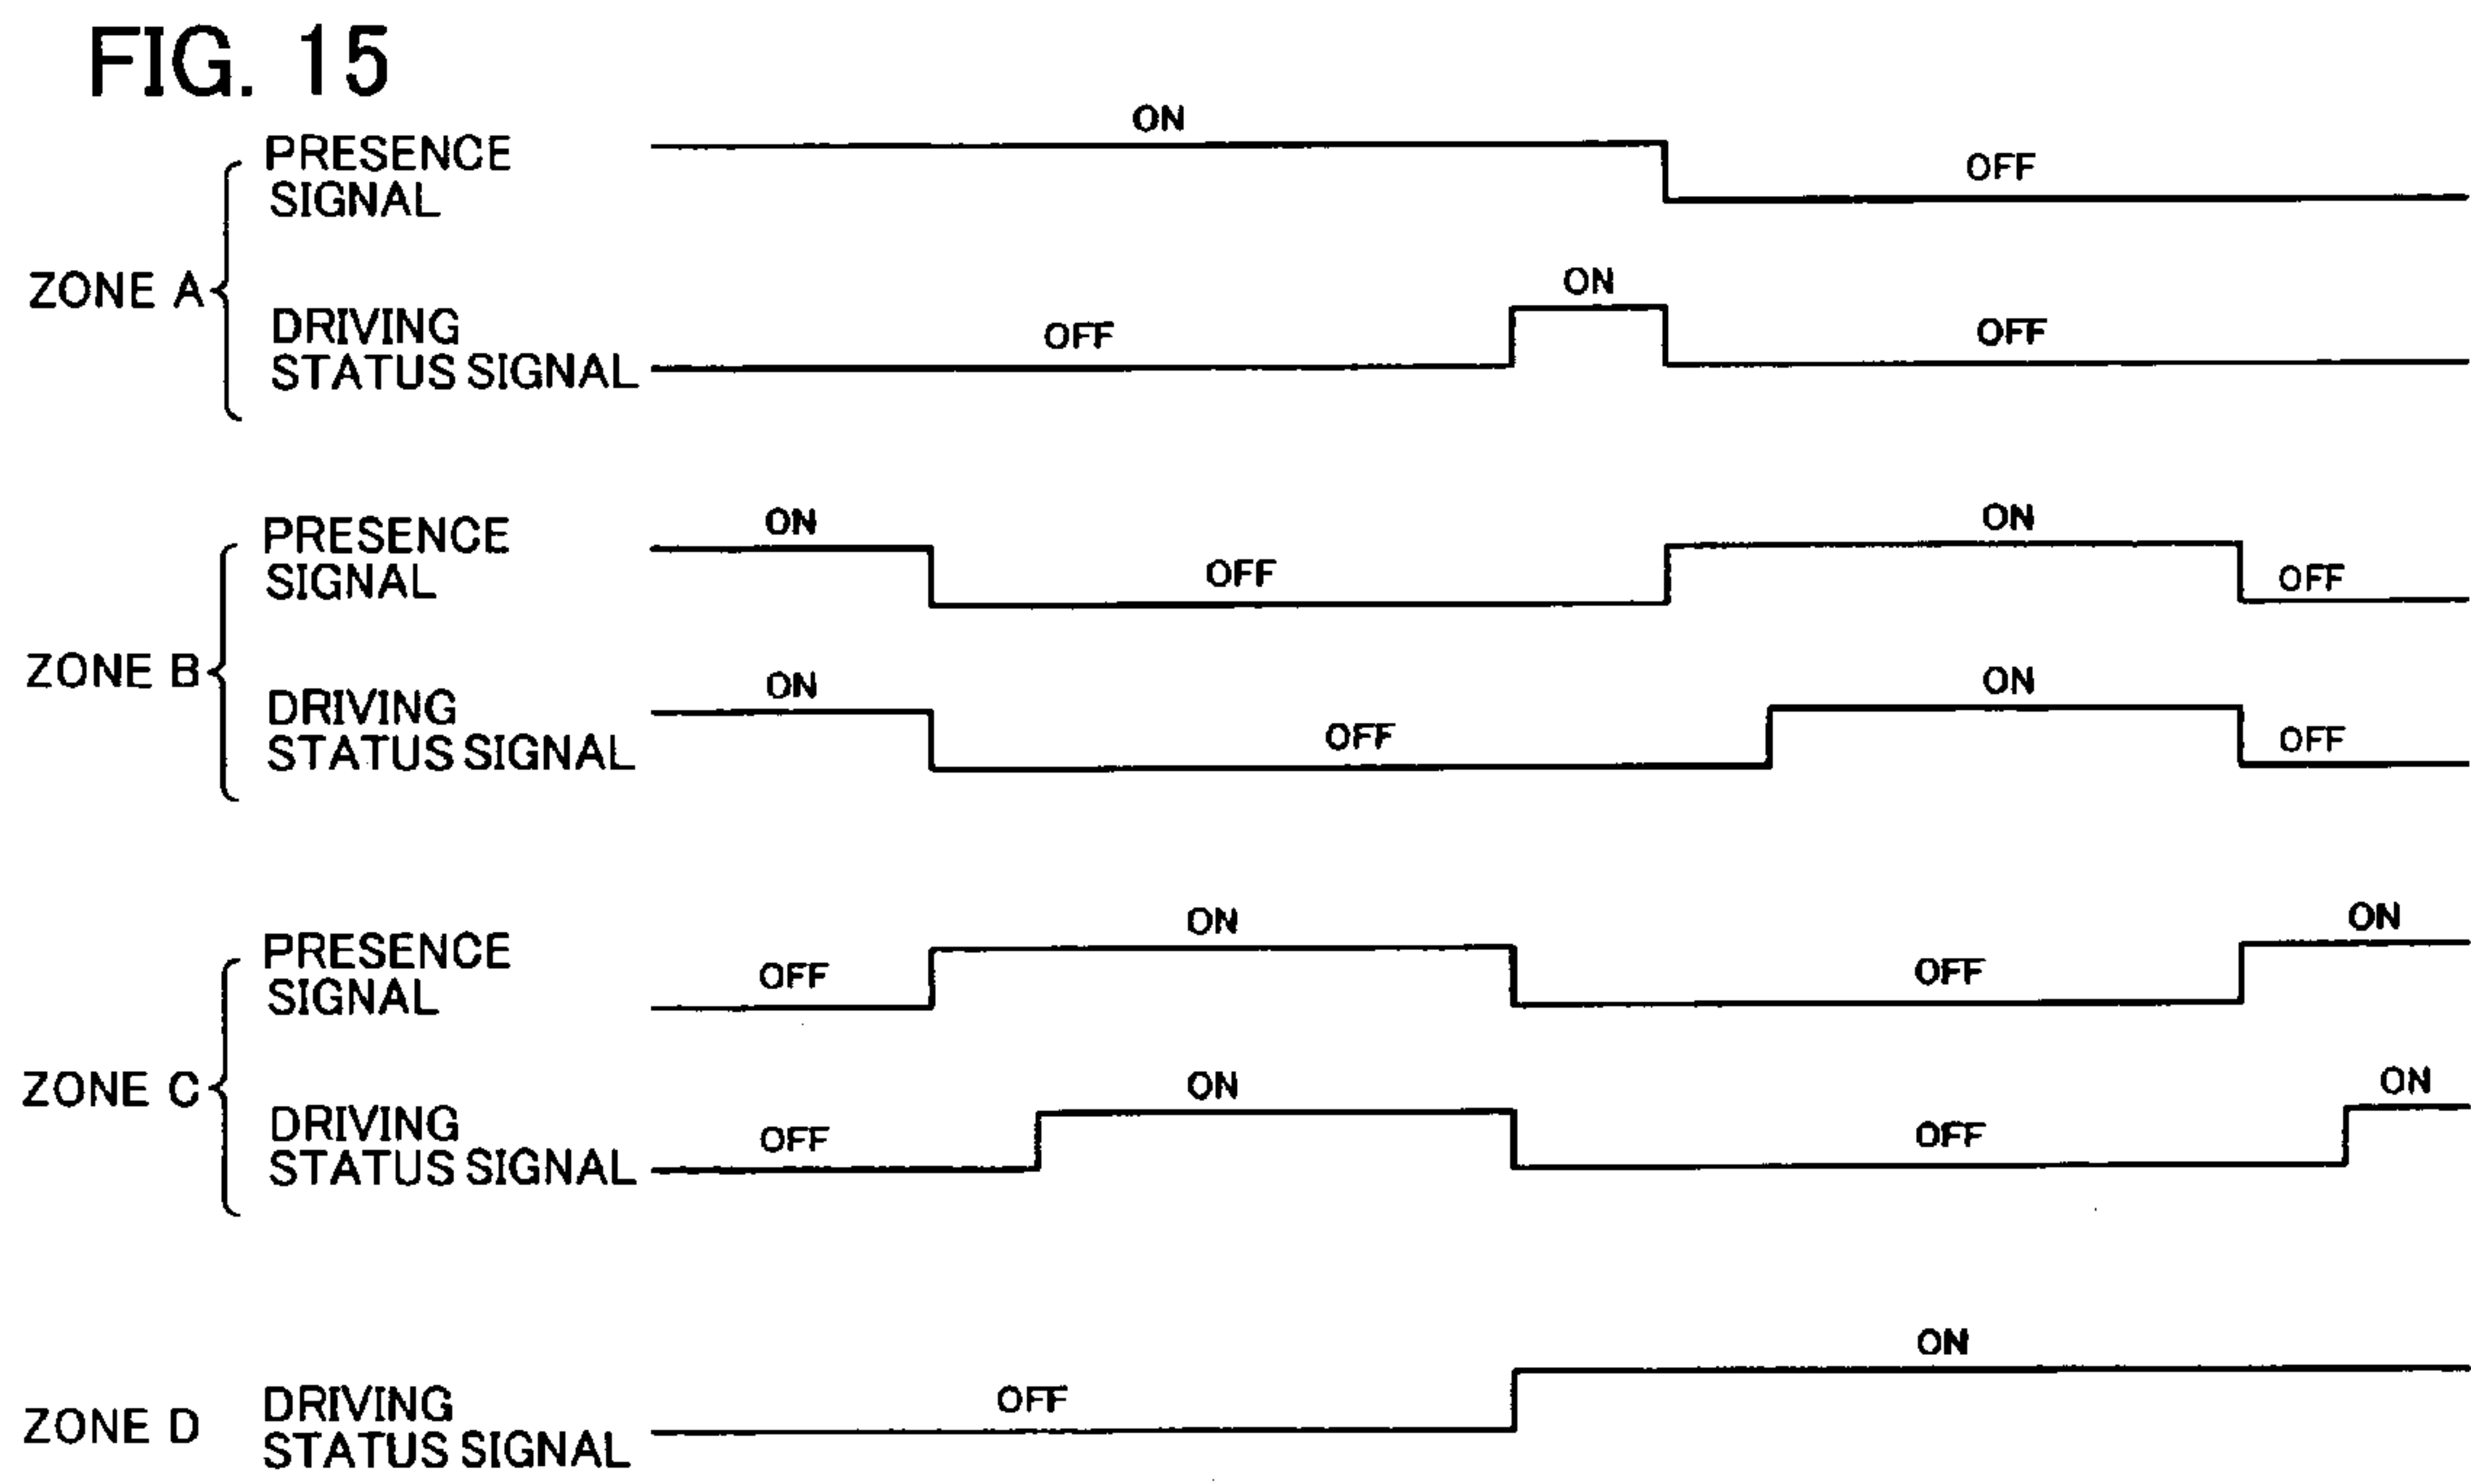 FIG. 15
ZONE A
PRESENCE
SIGNAL
ON
OFF
DRIVING
STATUS SIGNAL
OFF
ON
OFF
ZONE B
PRESENCE
SIGNAL
ON
OFF
ON
OFF
DRIVING
STATUS SIGNAL
ON
OFF
ON
OFF
ZONE C
PRESENCE
SIGNAL
OFF
ON
OFF
ON
DRIVING
STATUS SIGNAL
OFF
ON
OFF
ON
ZONE D
DRIVING
STATUS SIGNAL
OFF
ON